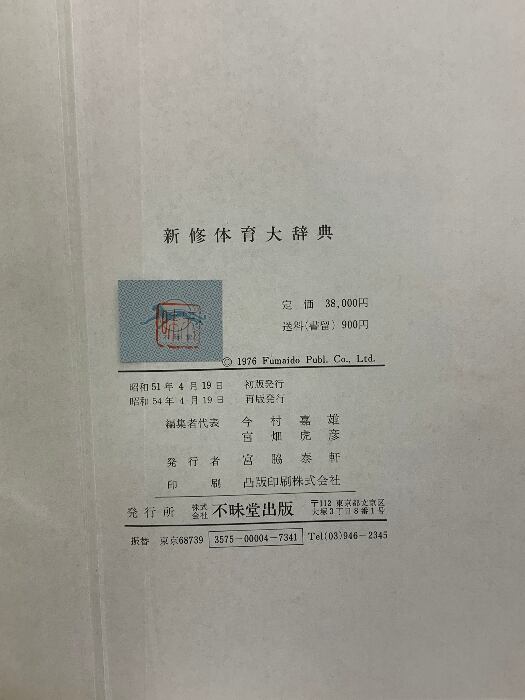 新修体育大辞典
定価 38,000円
送料(書留) 900円
© 1976 Fumaido Publ. Co., Ltd.
昭和51年4月19日 初版発行
昭和54年4月19日 再版発行
編集者代表 今村嘉雄
宮畑虎彦
発行者 宮脇泰軒
印刷 凸版印刷株式会社
発行所 株式会社 不昧堂出版 〒112 東京都文京区大塚3丁目8番1号
振替 東京68739 3575-00004-7341 Tel(03)946-2345